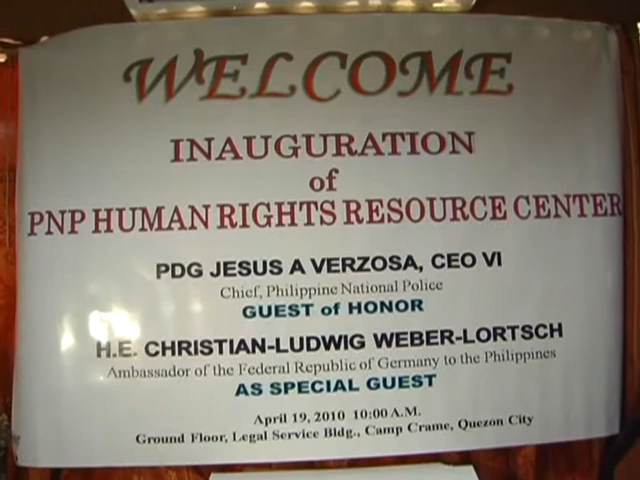 WELCOME
INAUGURATION
of
PNP HUMAN RIGHTS RESOURCE CENTER
PDG JESUS A VERZOSA, CEO VI
Chief, Philippine National Police
GUEST of HONOR
H.E. CHRISTIAN-LUDWIG WEBER-LORTSCH
Ambassador of the Federal Republic of Germany to the Philippines
AS SPECIAL GUEST
April 19, 2010 10:00 A.M.
Ground Floor, Legal Service Bldg., Camp Crame, Quezon City